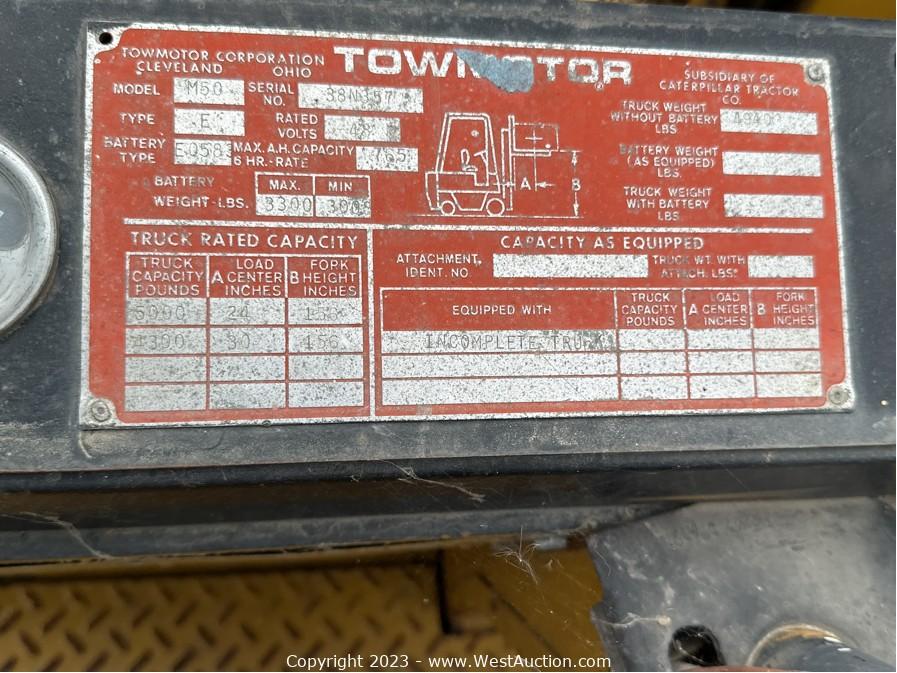 TOWMOTOR CORPORATION
CLEVELAND OHIO
TOWMOTOR
SUBSIDIARY OF
CATERPILLAR TRACTOR
CO.
MODEL M50 SERIAL NO.
TYPE E RATED VOLTS 48
BATTERY TYPE MAX. A.H. CAPACITY
6 HR.-RATE
BATTERY WEIGHT-LBS. MAX. MIN
3300
TRUCK WEIGHT
WITHOUT BATTERY
LBS
BATTERY WEIGHT
(AS EQUIPPED)
LBS.
TRUCK WEIGHT
WITH BATTERY
LBS.
A B
TRUCK RATED CAPACITY
TRUCK CAPACITY POUNDS A LOAD CENTER INCHES B FORK HEIGHT INCHES
5000 24 156
4300 30 156
CAPACITY AS EQUIPPED
ATTACHMENT, IDENT. NO TRUCK WT. WITH ATTACH. LBS.
EQUIPPED WITH TRUCK CAPACITY POUNDS A LOAD CENTER INCHES B FORK HEIGHT INCHES
INCOMPLETE TRUCK
Copyright 2023 - www.WestAuction.com